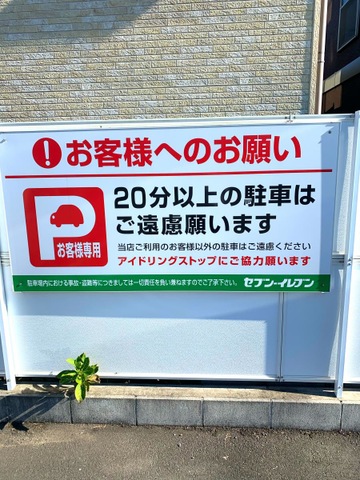 ！お客様へのお願い
P
お客様専用
20分以上の駐車は
ご遠慮願います
当店ご利用のお客様以外の駐車はご遠慮ください
アイドリングストップにご協力願います
駐車場内における事故・盗難等につきましては一切責任を負い兼ねますのでご了承下さい。
セブン-イレブン